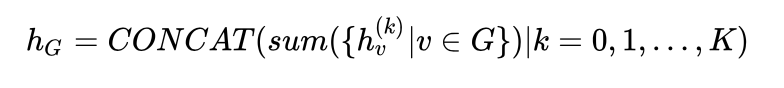 h_G = CONCAT(sum({h_v^{(k)}|v ∈ G})|k = 0, 1, . . . , K)